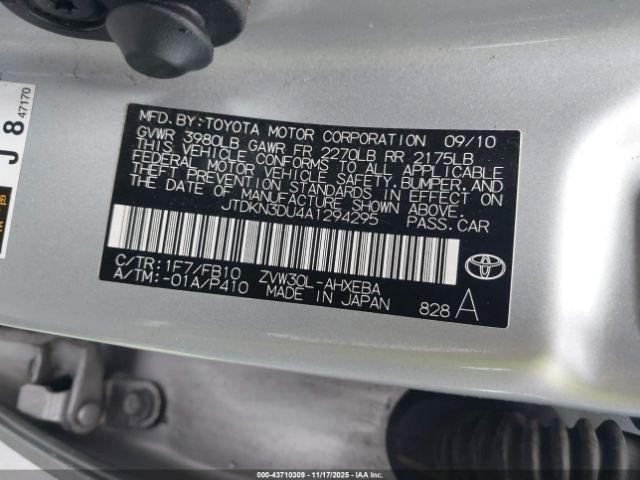 MFD. BY: TOYOTA MOTOR CORPORATION 09/10
GVWR 3980LB GAWR FR 2270LB RR 2175LB
THIS VEHICLE CONFORMS TO ALL APPLICABLE
FEDERAL MOTOR VEHICLE SAFETY, BUMPER, AND
THEFT PREVENTION STANDARDS IN EFFECT ON
THE DATE OF MANUFACTURE SHOWN ABOVE.
JTDKN3DU4A1294295 PASS.CAR
C/TR: 1F7/FB10 ZVW30L-AHXEBA
A/TM: -01A/P410 MADE IN JAPAN 828 A
J 8 47170
00-43710309 — 11/17/2025 — IAAI.COM